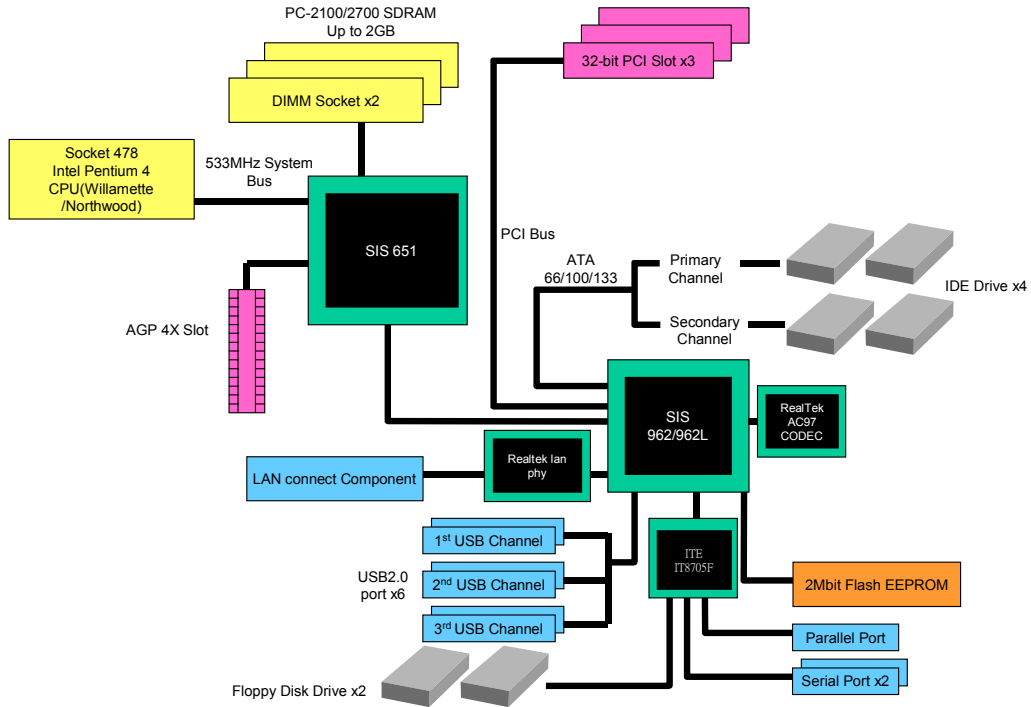 PC-2100/2700 SDRAM
Up to 2GB
DIMM Socket x2
32-bit PCI Slot x3
Socket 478
Intel Pentium 4
CPU(Willamette
/Northwood)
533MHz System
Bus
SIS 651
PCI Bus
ATA
66/100/133
Primary
Channel
Secondary
Channel
IDE Drive x4
AGP 4X Slot
SIS
962/962L
RealTek
AC97
CODEC
Realtek lan
phy
LAN connect Component
1st USB Channel
2nd USB Channel
3rd USB Channel
USB2.0
port x6
ITE
IT8705F
2Mbit Flash EEPROM
Parallel Port
Serial Port x2
Floppy Disk Drive x2